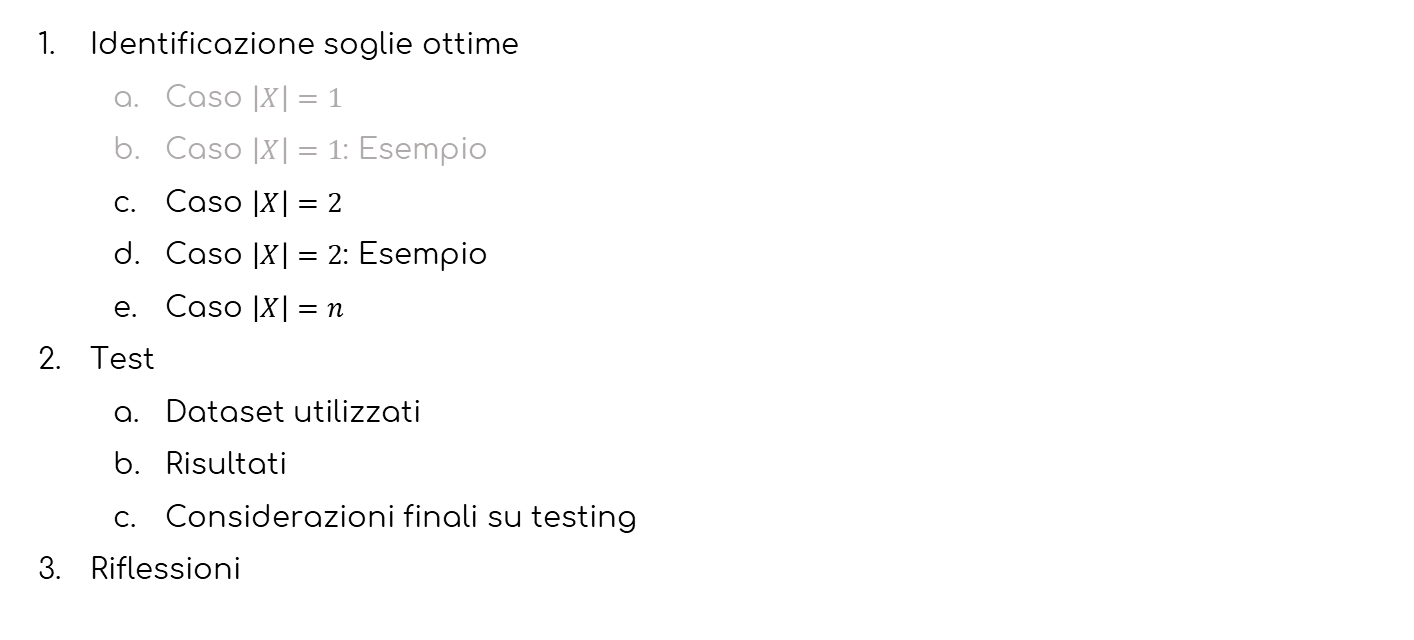 1. Identificazione soglie ottime
a. Caso |X| = 1
b. Caso |X| = 1: Esempio
c. Caso |X| = 2
d. Caso |X| = 2: Esempio
e. Caso |X| = n
2. Test
a. Dataset utilizzati
b. Risultati
c. Considerazioni finali su testing
3. Riflessioni